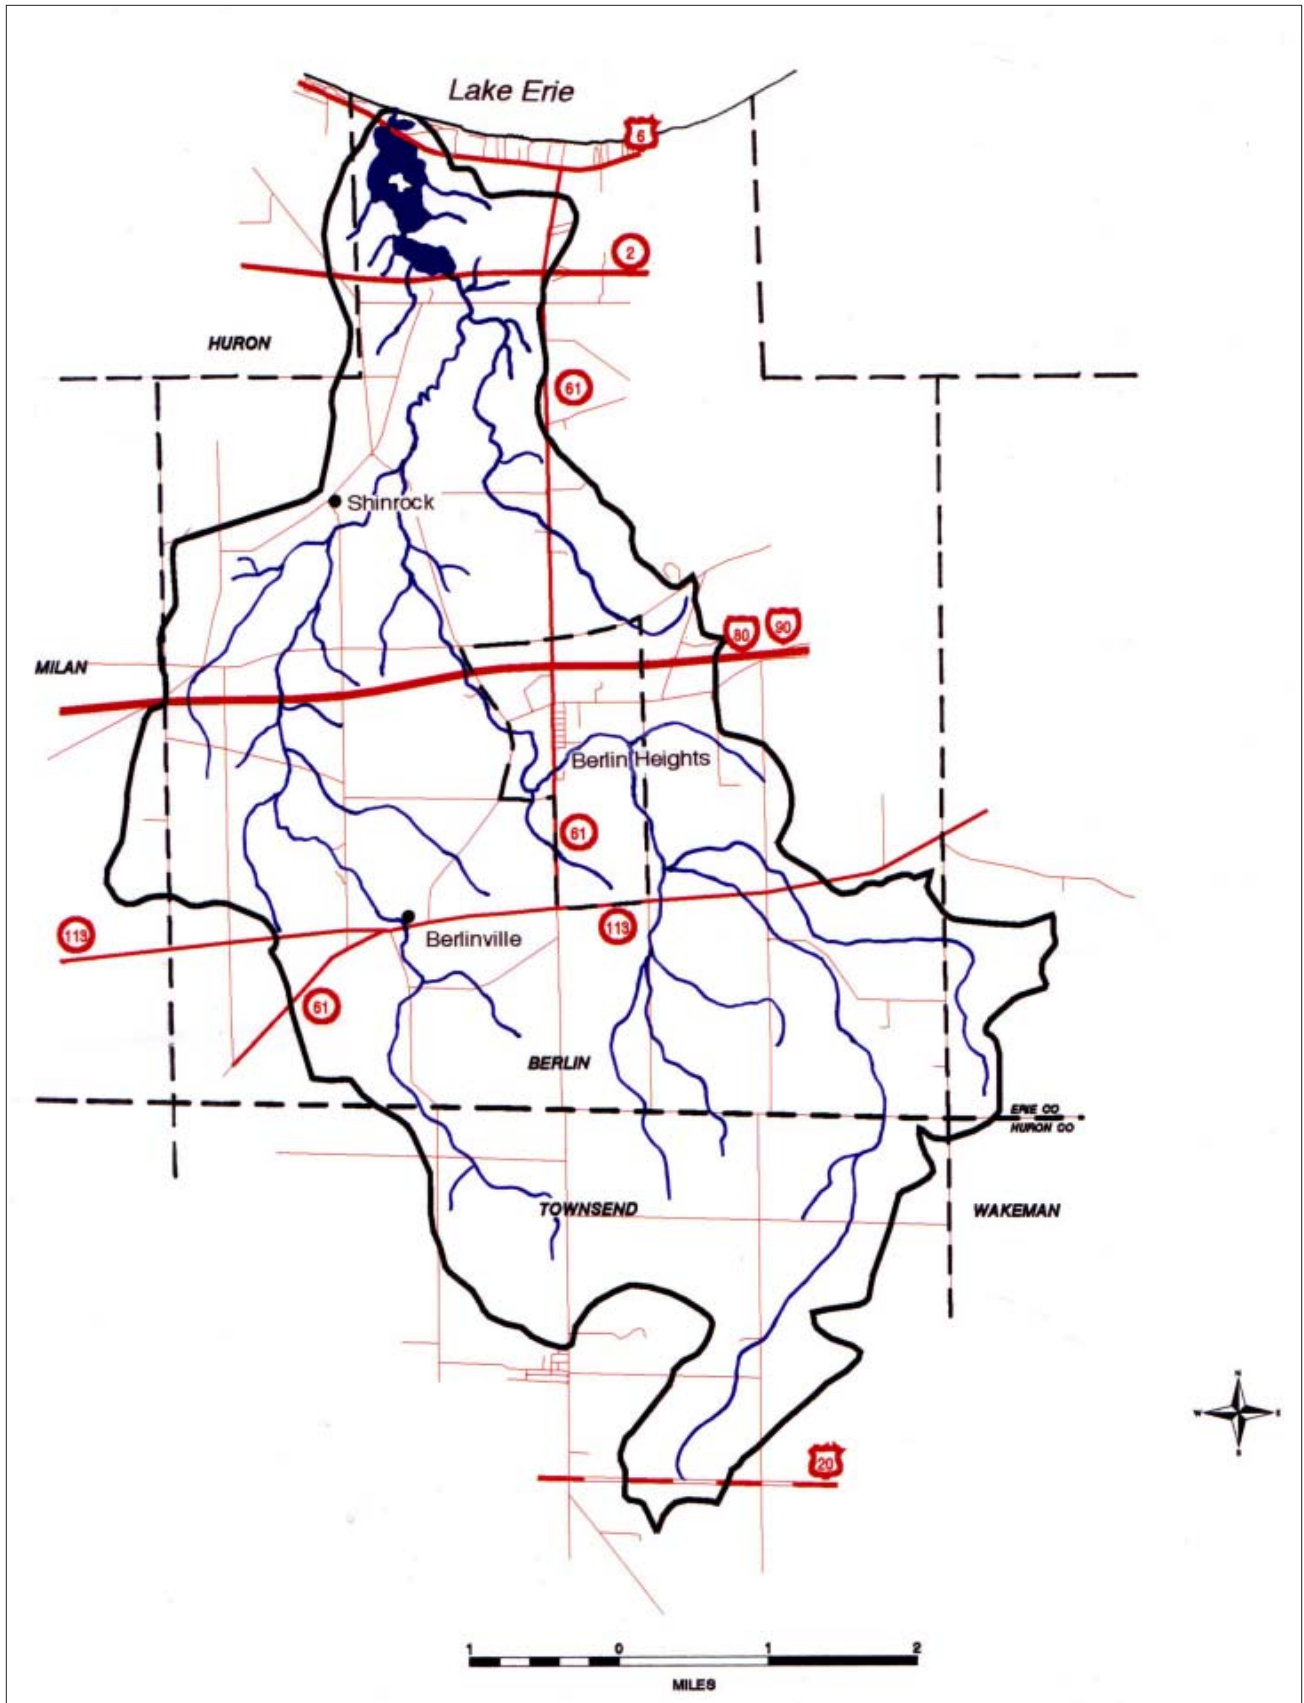 Lake Erie
6
2
HURON
61
Shinrock
80
90
MILAN
Berlin Heights
61
113
113
Berlinville
61
BERLIN
ERIE CO
HURON CO
TOWNSEND
WAKEMAN
N
W
E
S
20
1
0
1
2
MILES